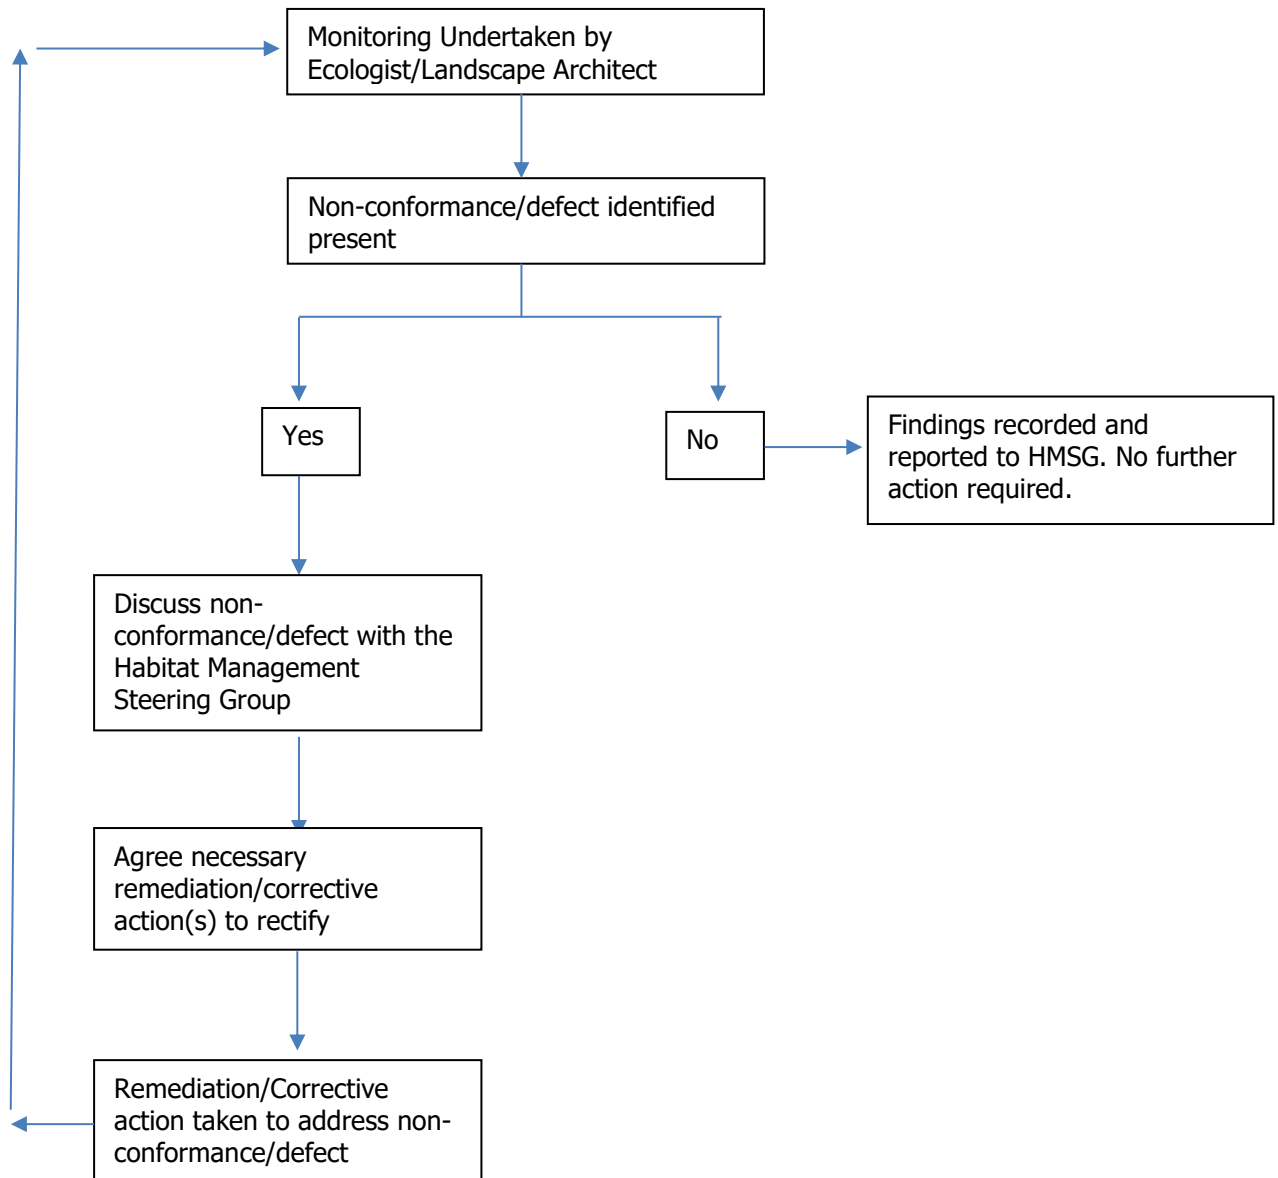 Monitoring Undertaken by
Ecologist/Landscape Architect
Non-conformance/defect identified
present
Yes
No
Findings recorded and
reported to HMSG. No further
action required.
Discuss non-
conformance/defect with the
Habitat Management
Steering Group
Agree necessary
remediation/corrective
action(s) to rectify
Remediation/Corrective
action taken to address non-
conformance/defect